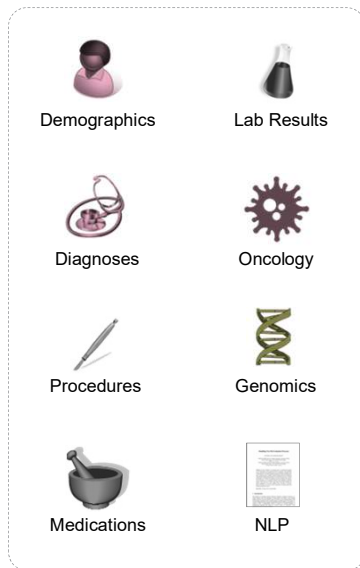 Demographics
Lab Results
Diagnoses
Oncology
Procedures
Genomics
Medications
NLP